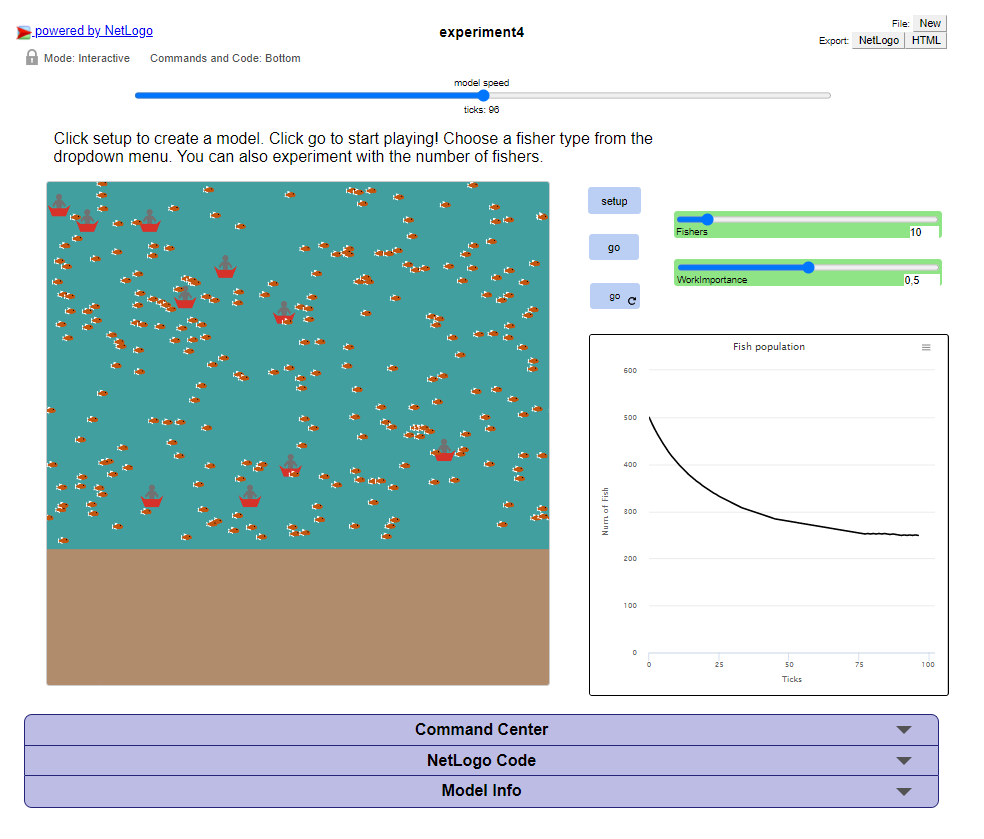 powered by NetLogo
experiment4
File: New
Export: NetLogo HTML
Mode: Interactive Commands and Code: Bottom
model speed
ticks: 96
Click setup to create a model. Click go to start playing! Choose a fisher type from the
dropdown menu. You can also experiment with the number of fishers.
setup
go
go
Fishers 10
WorkImportance 0,5
Fish population
600
500
400
300
200
100
0
Num of Fish
0 25 50 75 100
Ticks
Command Center
NetLogo Code
Model Info